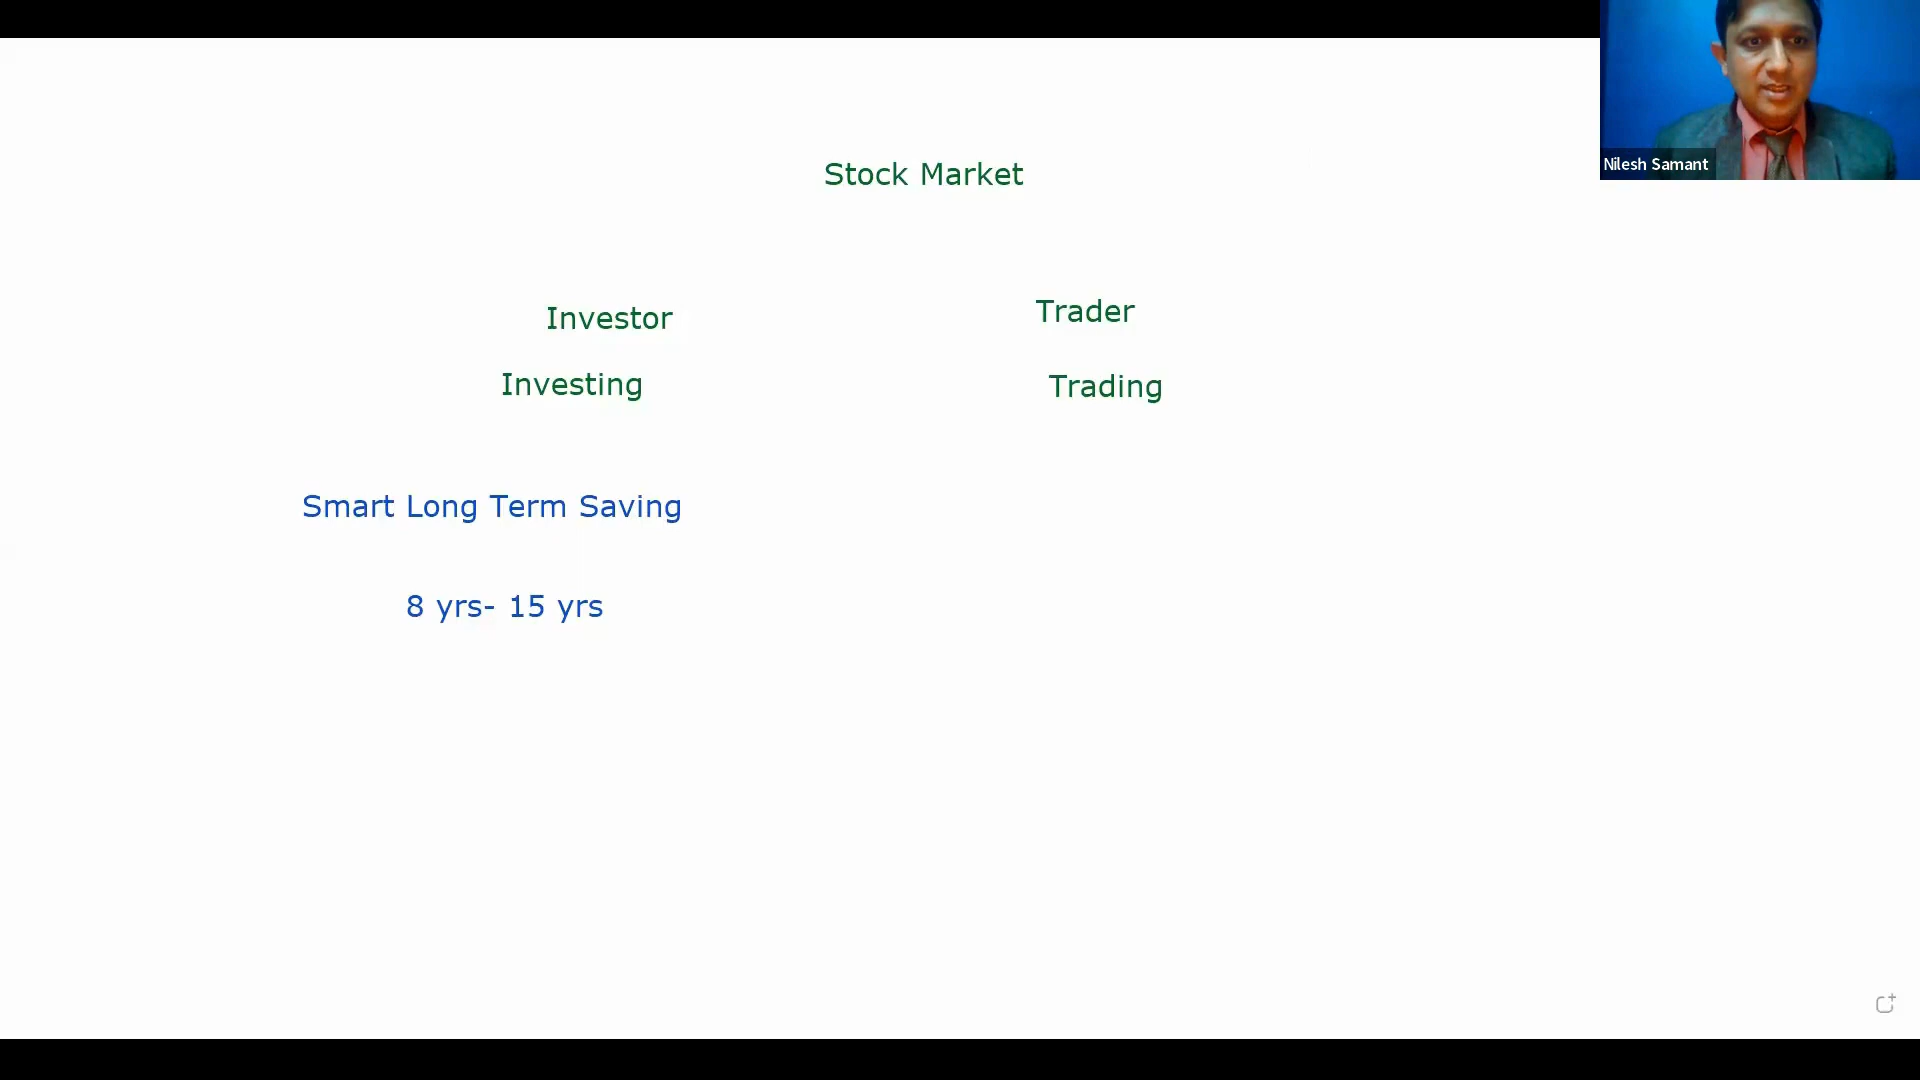 Nilesh Samant
Stock Market
Investor
Trader
Investing
Trading
Smart Long Term Saving
8 yrs- 15 yrs